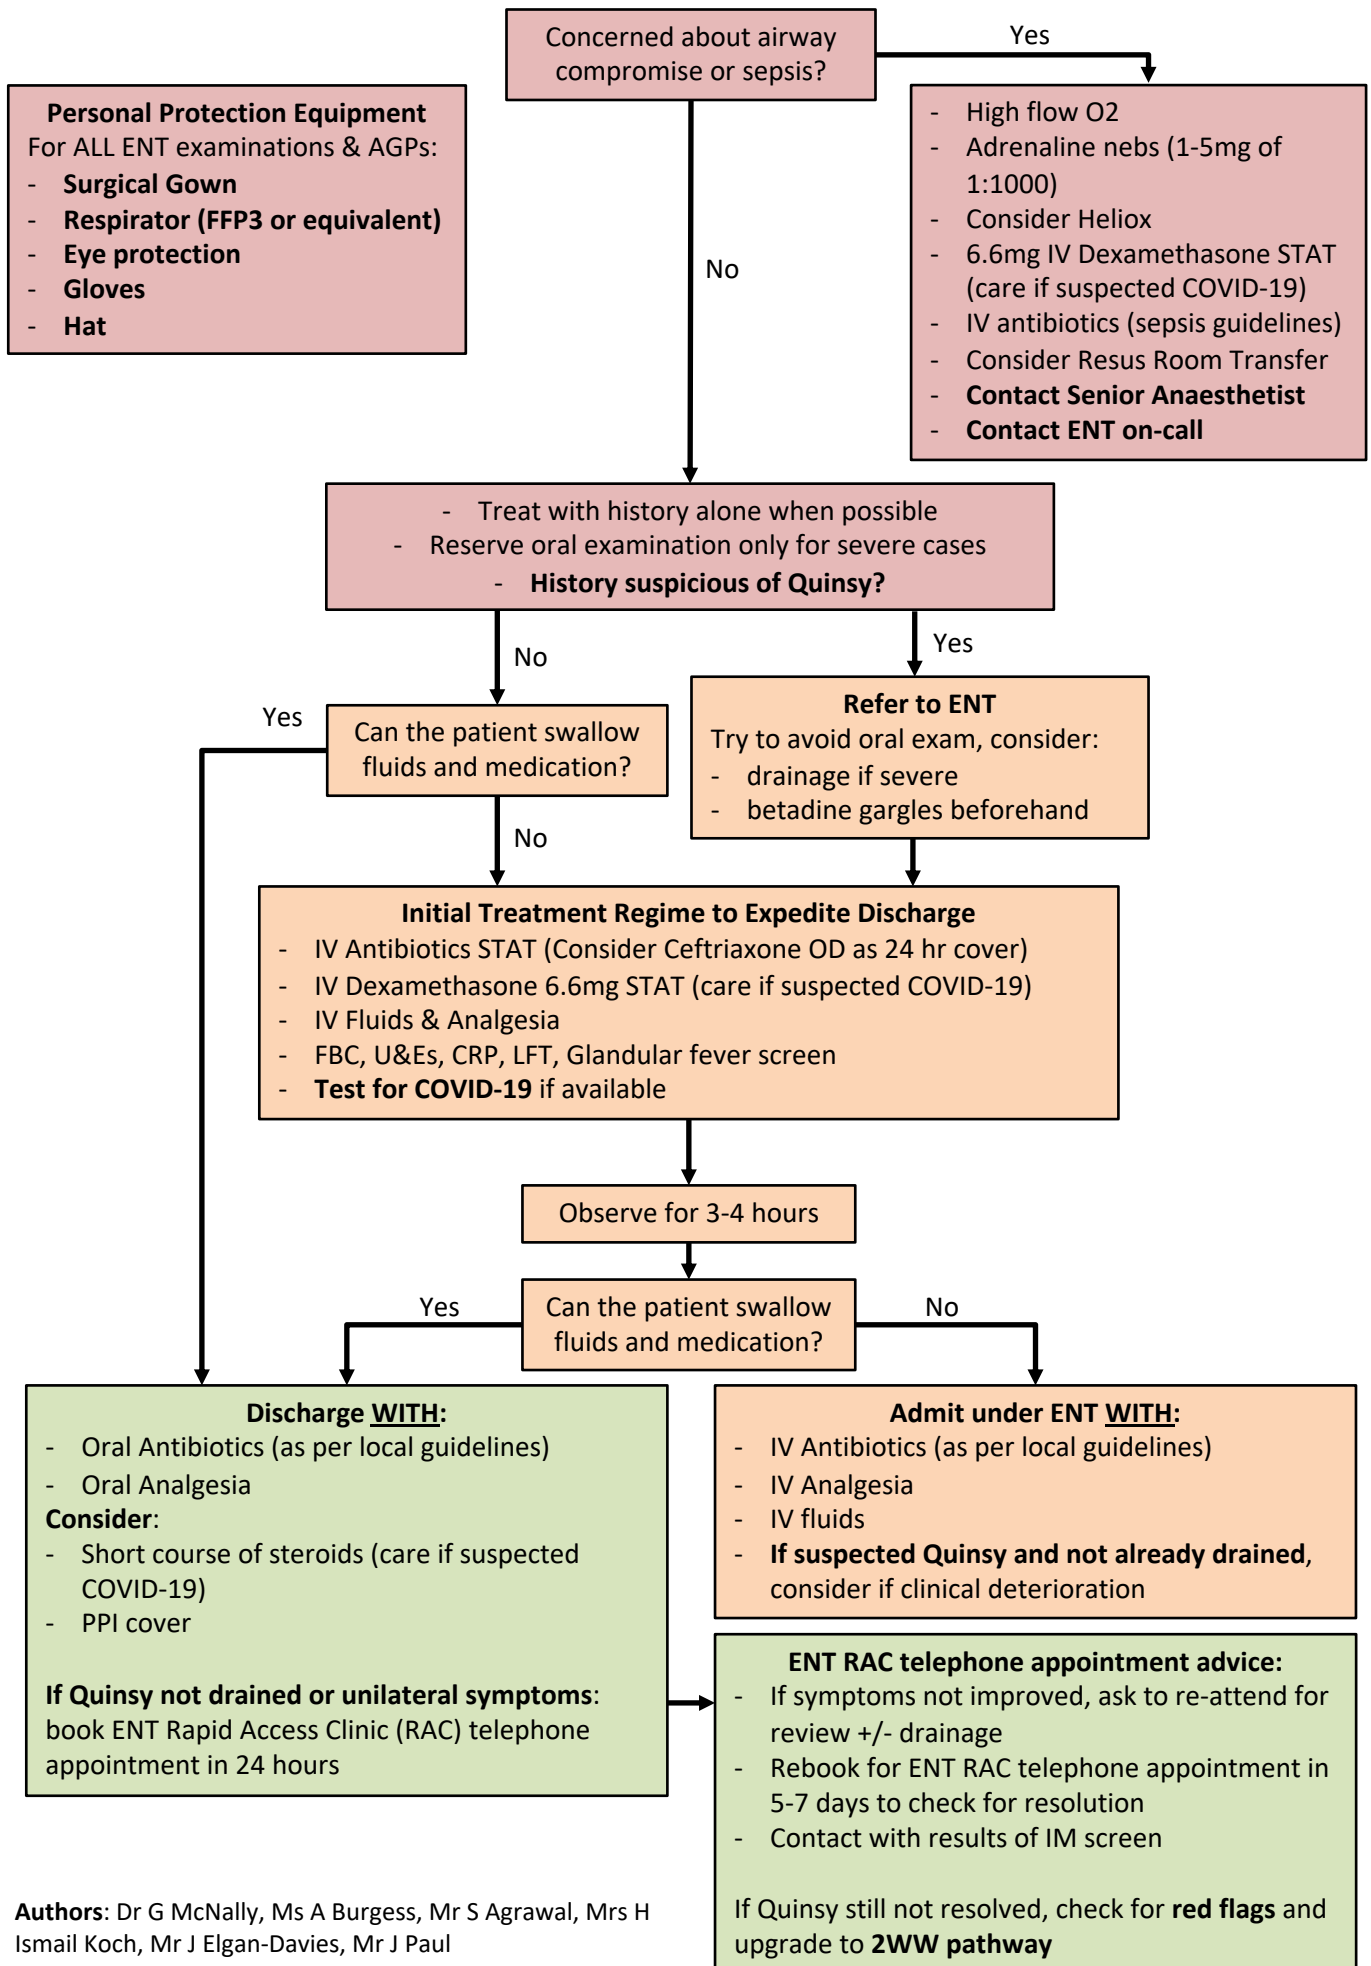 Concerned about airway
compromise or sepsis?
Yes
Personal Protection Equipment
For ALL ENT examinations & AGPs:
- Surgical Gown
- Respirator (FFP3 or equivalent)
- Eye protection
- Gloves
- Hat
- High flow O2
- Adrenaline nebs (1-5mg of
1:1000)
- Consider Heliox
- 6.6mg IV Dexamethasone STAT
(care if suspected COVID-19)
- IV antibiotics (sepsis guidelines)
- Consider Resus Room Transfer
- Contact Senior Anaesthetist
- Contact ENT on-call
No
- Treat with history alone when possible
- Reserve oral examination only for severe cases
- History suspicious of Quinsy?
No
Yes
Yes
Can the patient swallow
fluids and medication?
Refer to ENT
Try to avoid oral exam, consider:
- drainage if severe
- betadine gargles beforehand
No
Initial Treatment Regime to Expedite Discharge
- IV Antibiotics STAT (Consider Ceftriaxone OD as 24 hr cover)
- IV Dexamethasone 6.6mg STAT (care if suspected COVID-19)
- IV Fluids & Analgesia
- FBC, U&Es, CRP, LFT, Glandular fever screen
- Test for COVID-19 if available
Observe for 3-4 hours
Yes
Can the patient swallow
fluids and medication?
No
Discharge WITH:
- Oral Antibiotics (as per local guidelines)
- Oral Analgesia
Consider:
- Short course of steroids (care if suspected
COVID-19)
- PPI cover
If Quinsy not drained or unilateral symptoms:
book ENT Rapid Access Clinic (RAC) telephone
appointment in 24 hours
Admit under ENT WITH:
- IV Antibiotics (as per local guidelines)
- IV Analgesia
- IV fluids
- If suspected Quinsy and not already drained,
consider if clinical deterioration
ENT RAC telephone appointment advice:
- If symptoms not improved, ask to re-attend for
review +/- drainage
- Rebook for ENT RAC telephone appointment in
5-7 days to check for resolution
- Contact with results of IM screen
If Quinsy still not resolved, check for red flags and
upgrade to 2WW pathway
Authors: Dr G McNally, Ms A Burgess, Mr S Agrawal, Mrs H
Ismail Koch, Mr J Elgan-Davies, Mr J Paul